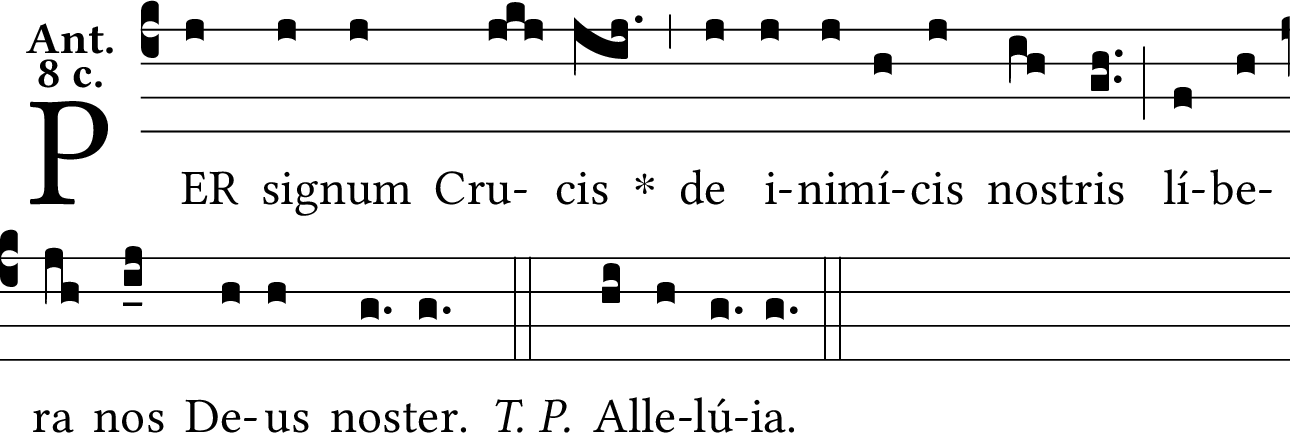 Ant.
8 c.
PER signum Cru- cis * de i-nimí-cis nostris lí-be-
ra nos De-us noster. T. P. Alle-lú-ia.